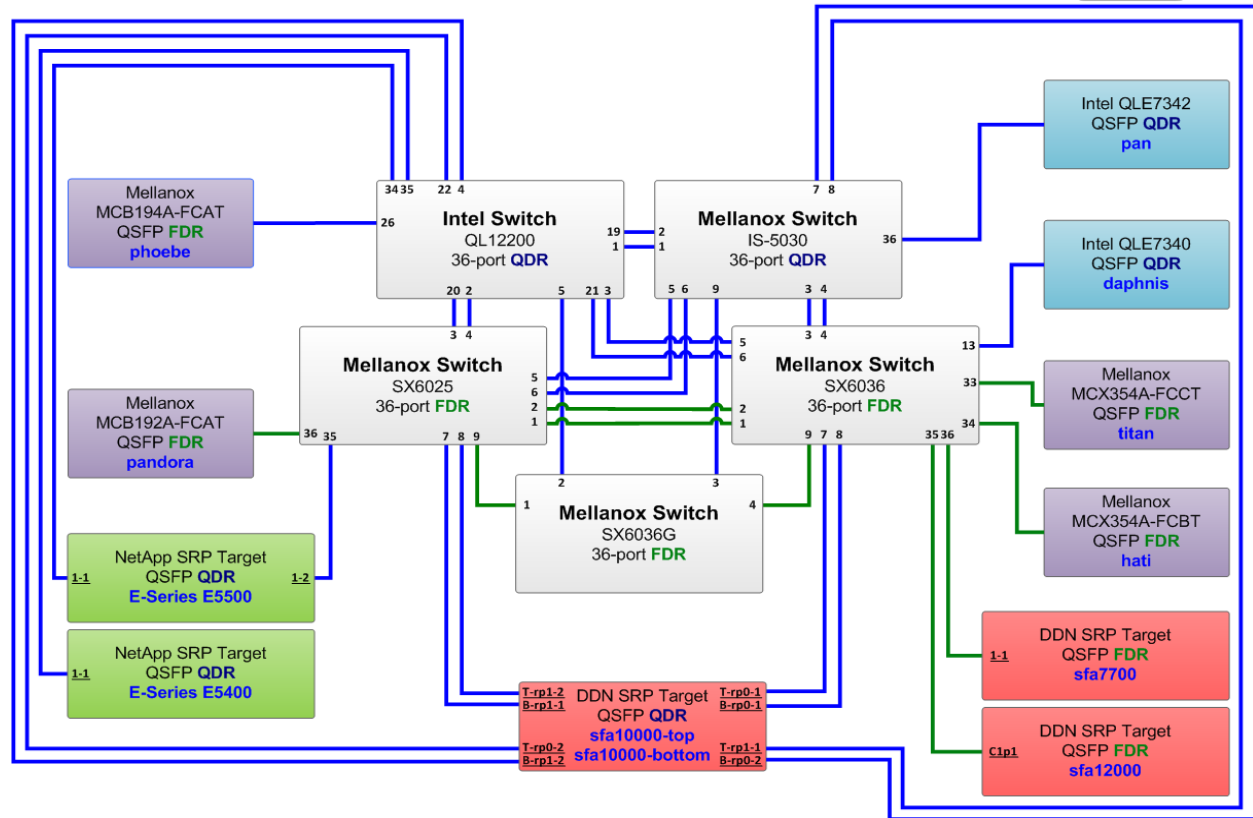 7 8
Intel QLE7342
QSFP QDR
pan
34 35 22 4
Mellanox
MCB194A-FCAT
QSFP FDR
phoebe
26
Intel Switch
QL12200
36-port QDR
19
1
20 2 5 21 3
2
1
Mellanox Switch
IS-5030
36-port QDR
36
5 6 9 3 4
Intel QLE7340
QSFP QDR
daphnis
3 4
Mellanox Switch
SX6025
36-port FDR
5
6
2
1
36 35 7 8 9
3 4
5
6
2
1
Mellanox Switch
SX6036
36-port FDR
13
33
34
9 7 8 35 36
Mellanox
MCX354A-FCCT
QSFP FDR
titan
Mellanox
MCB192A-FCAT
QSFP FDR
pandora
2 3
1
Mellanox Switch
SX6036G
36-port FDR
4
Mellanox
MCX354A-FCBT
QSFP FDR
hati
1-1
NetApp SRP Target
QSFP QDR
E-Series E5500
1-2
1-1
NetApp SRP Target
QSFP QDR
E-Series E5400
T-rp1-2
B-rp1-1
T-rp0-2
B-rp1-2
DDN SRP Target
QSFP QDR
sfa10000-top
sfa10000-bottom
T-rp0-1
B-rp0-1
T-rp1-1
B-rp0-2
1-1
DDN SRP Target
QSFP FDR
sfa7700
C1p1
DDN SRP Target
QSFP FDR
sfa12000